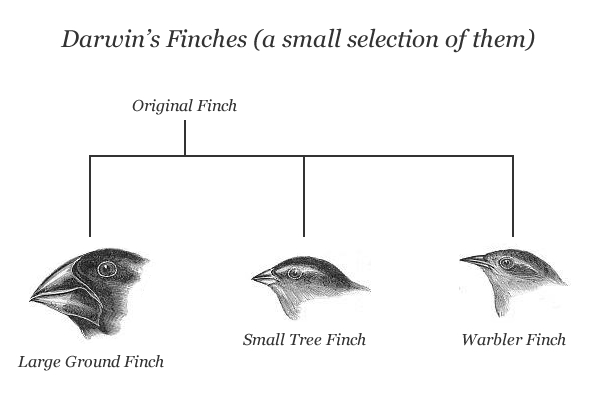 Darwin’s Finches (a small selection of them)
Original Finch
Large Ground Finch
Small Tree Finch
Warbler Finch